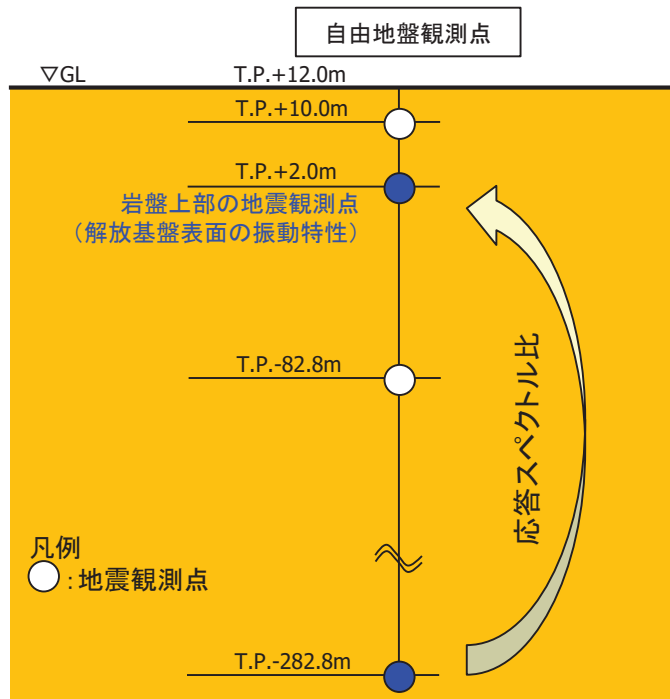 自由地盤観測点
▽GL
T.P.+12.0m
T.P.+10.0m
T.P.+2.0m
岩盤上部の地震観測点
（解放基盤表面の振動特性）
T.P.-82.8m
応答スペクトル比
凡例
：地震観測点
T.P.-282.8m